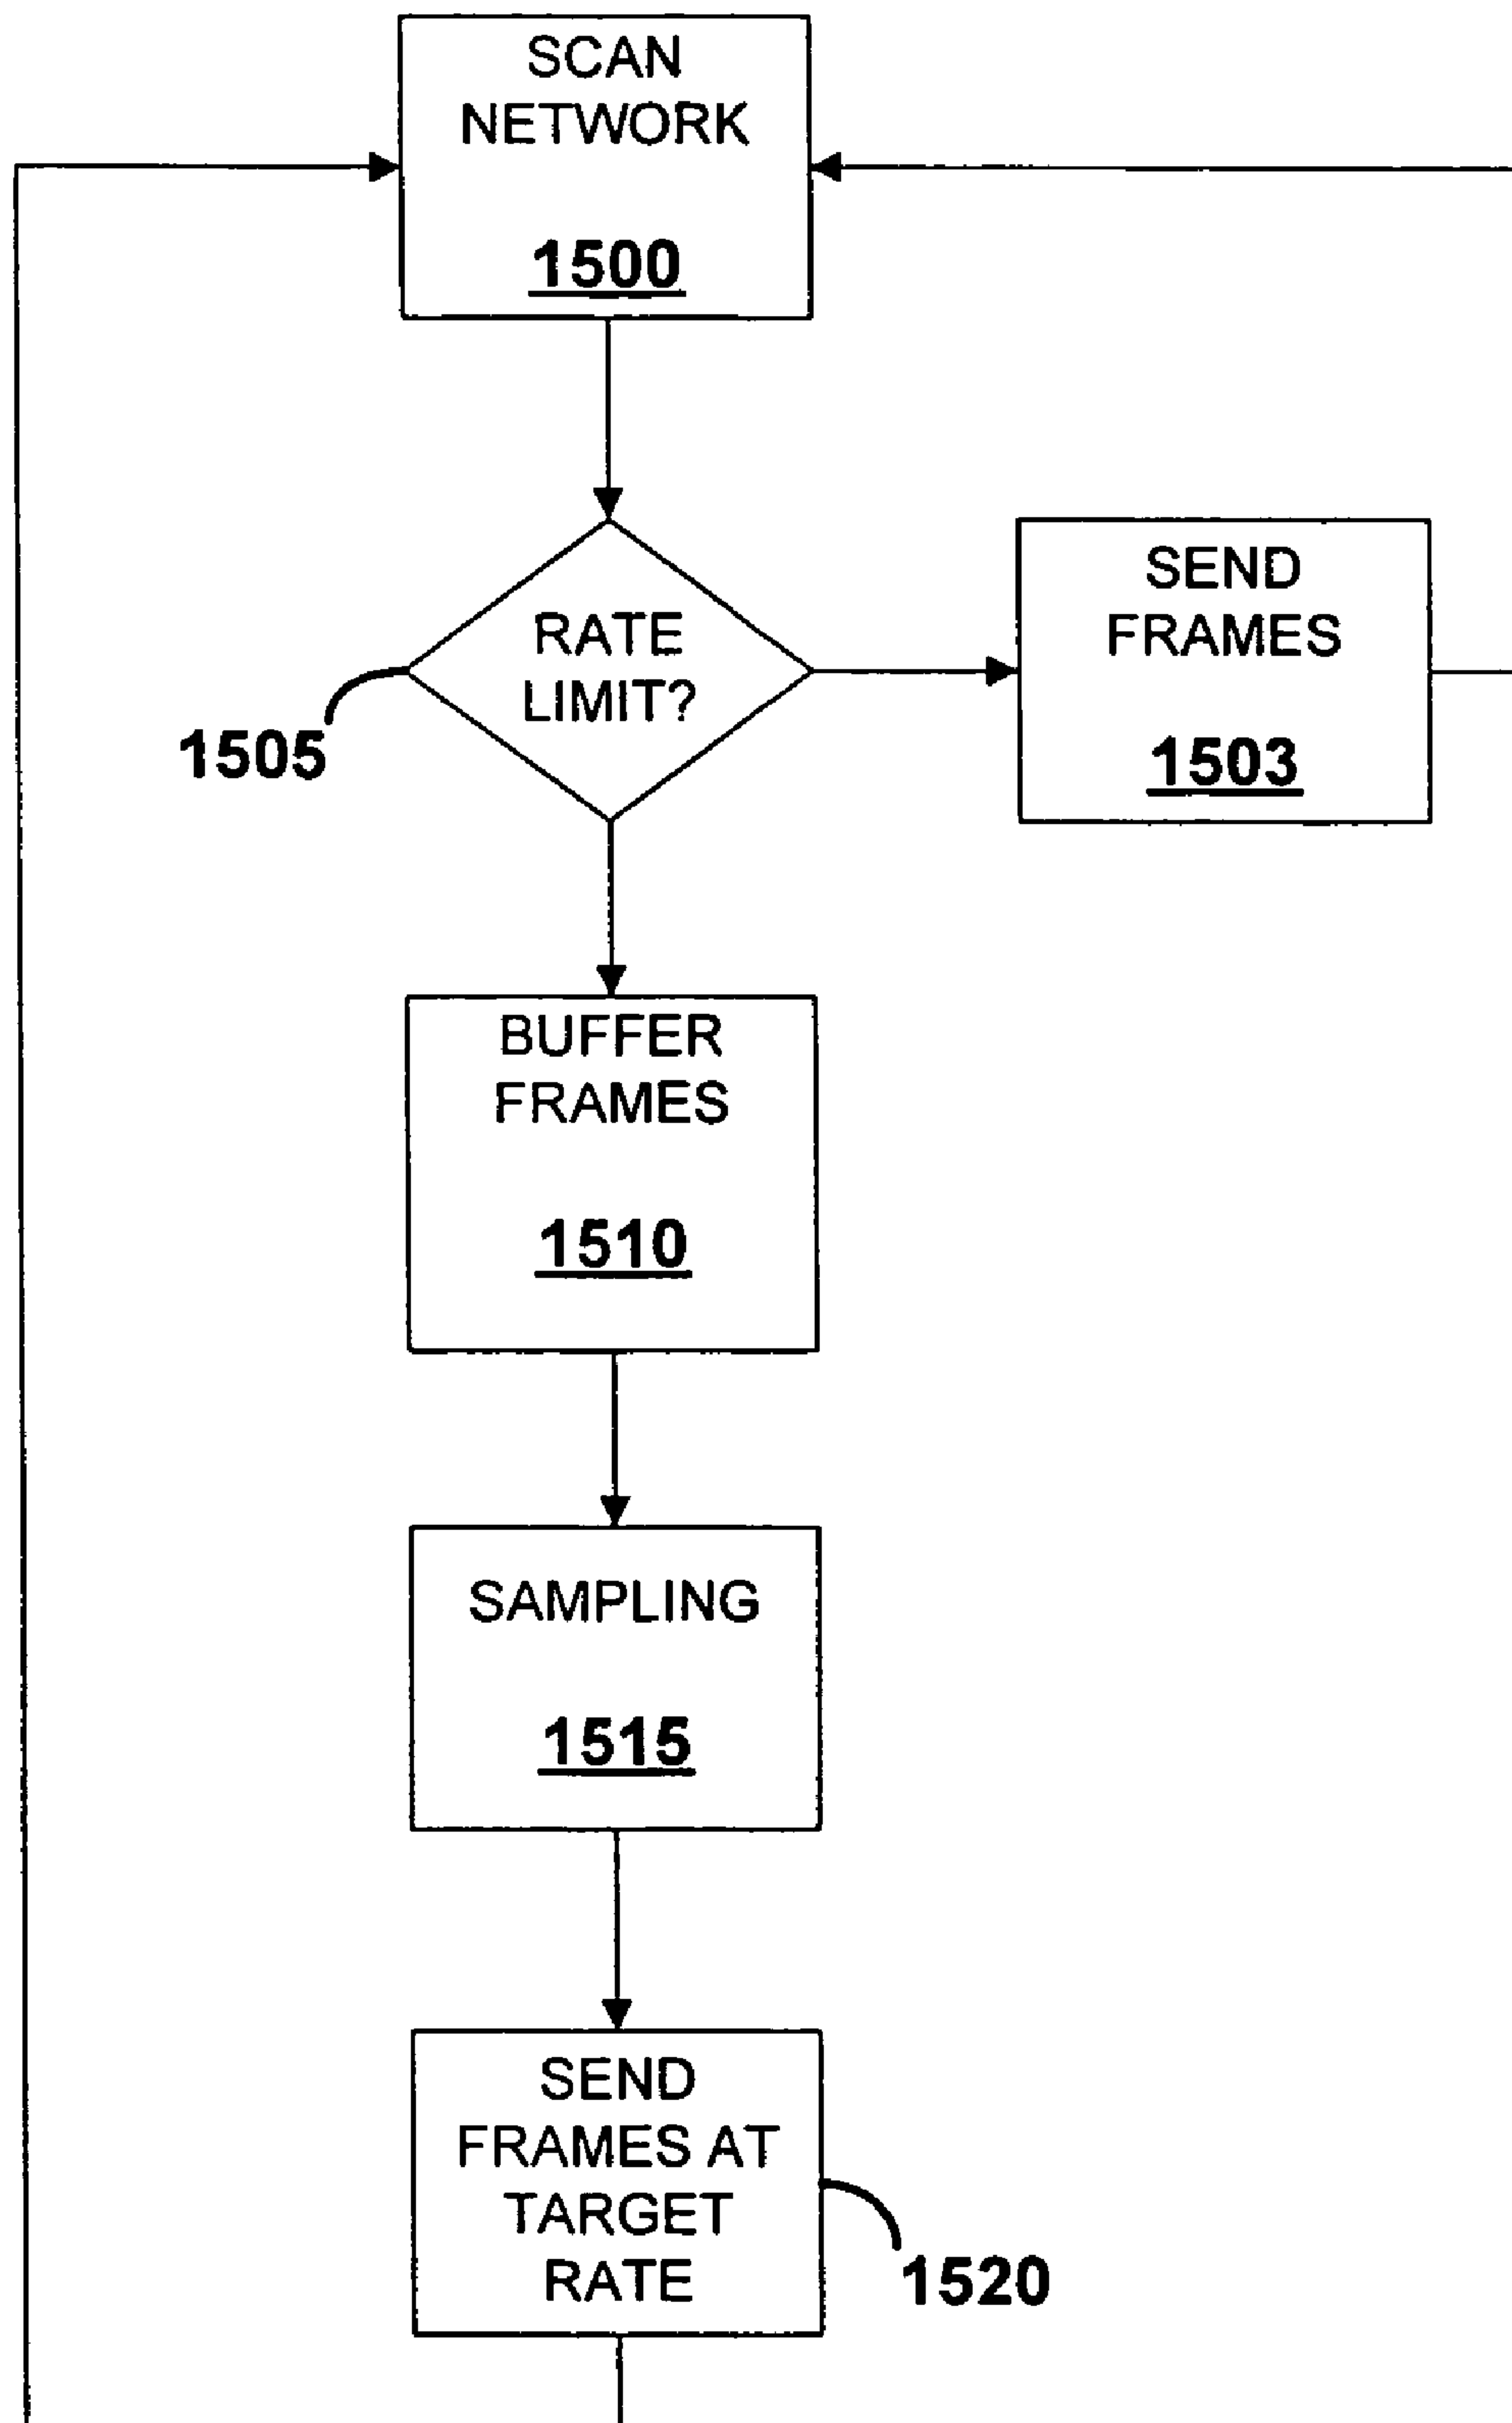 SCAN
NETWORK
1500
RATE
LIMIT?
1505
SEND
FRAMES
1503
BUFFER
FRAMES
1510
SAMPLING
1515
SEND
FRAMES AT
TARGET
RATE
1520